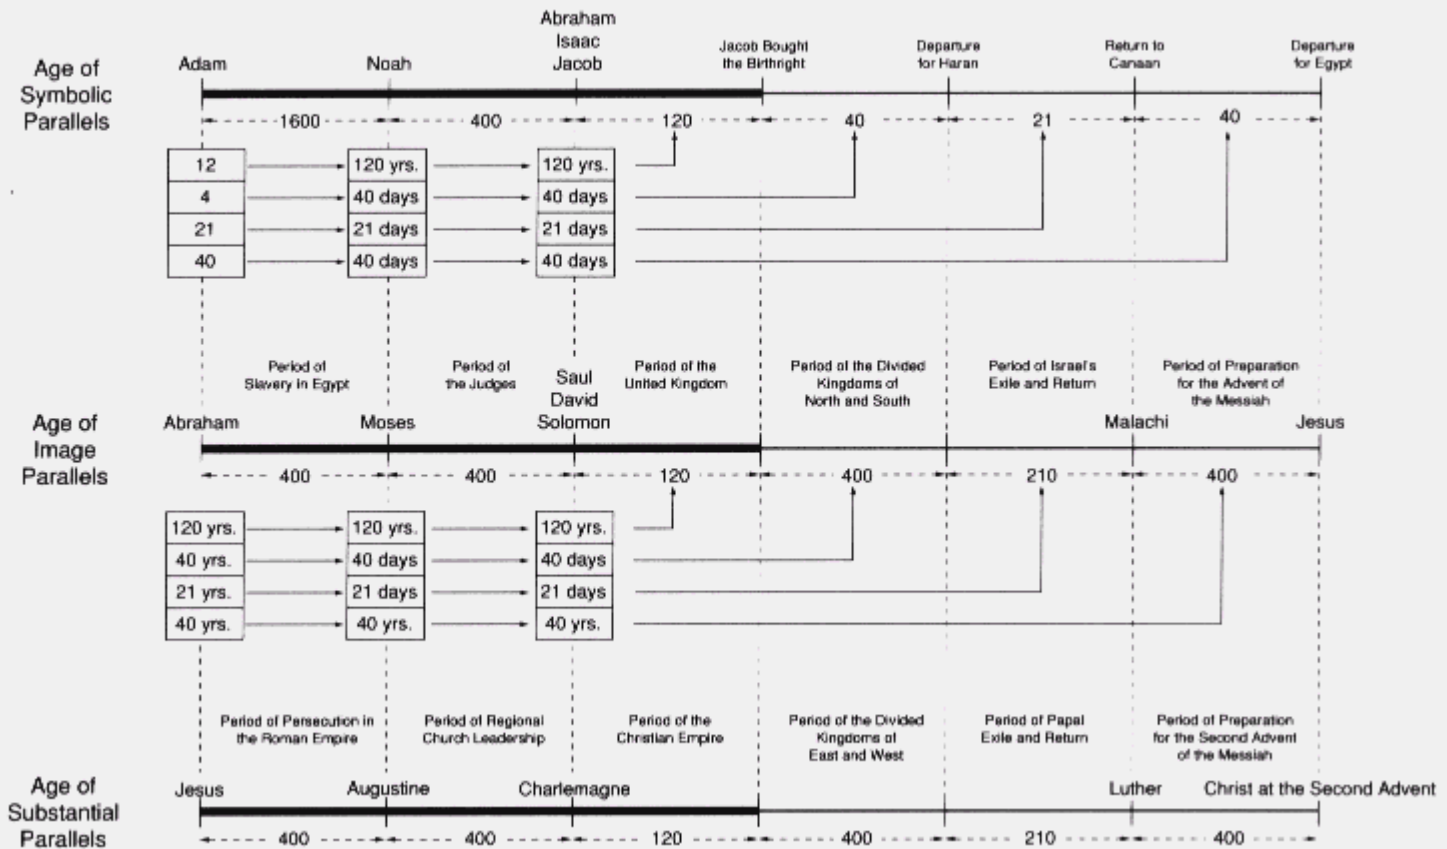 Abraham
Isaac
Jacob
Adam
Noah
Jacob Bought
the Birthright
Departure
for Haran
Return to
Canaan
Departure
for Egypt
Age of
Symbolic
Parallels
1600
400
120
40
21
40
12
120 yrs.
120 yrs.
4
40 days
40 days
21
21 days
21 days
40
40 days
40 days
Period of
Slavery in Egypt
Period of
the Judges
Period of the
United Kingdom
Period of the Divided
Kingdoms of
North and South
Period of Israel's
Exile and Return
Period of Preparation
for the Advent of
the Messiah
Age of
Image
Parallels
Abraham
Moses
Saul
David
Solomon
Malachi
Jesus
400
400
120
400
210
400
120 yrs.
120 yrs.
120 yrs.
40 yrs.
40 days
40 days
21 yrs.
21 days
21 days
40 yrs.
40 yrs.
40 yrs.
Period of Persecution in
the Roman Empire
Period of Regional
Church Leadership
Period of the
Christian Empire
Period of the Divided
Kingdoms of
East and West
Period of Papal
Exile and Return
Period of Preparation
for the Second Advent
of the Messiah
Age of
Substantial
Parallels
Jesus
Augustine
Charlemagne
Luther
Christ at the Second Advent
400
400
120
400
210
400